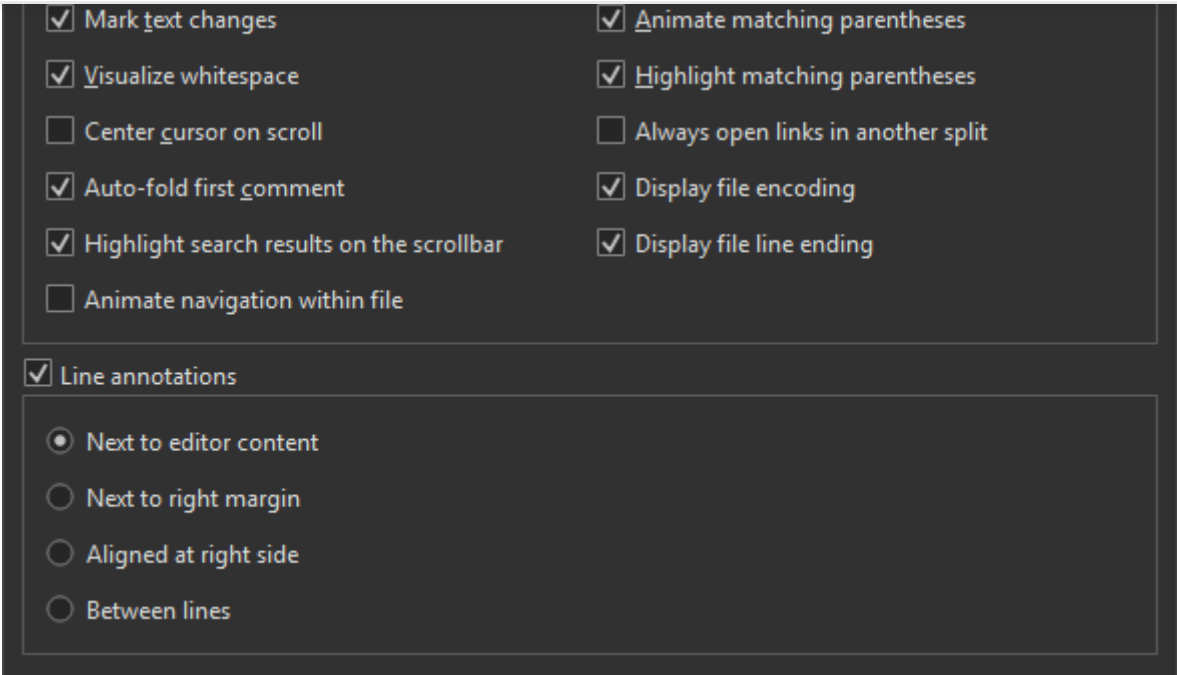 Mark text changes
Animate matching parentheses
Visualize whitespace
Highlight matching parentheses
Center cursor on scroll
Always open links in another split
Auto-fold first comment
Display file encoding
Highlight search results on the scrollbar
Display file line ending
Animate navigation within file
Line annotations
Next to editor content
Next to right margin
Aligned at right side
Between lines